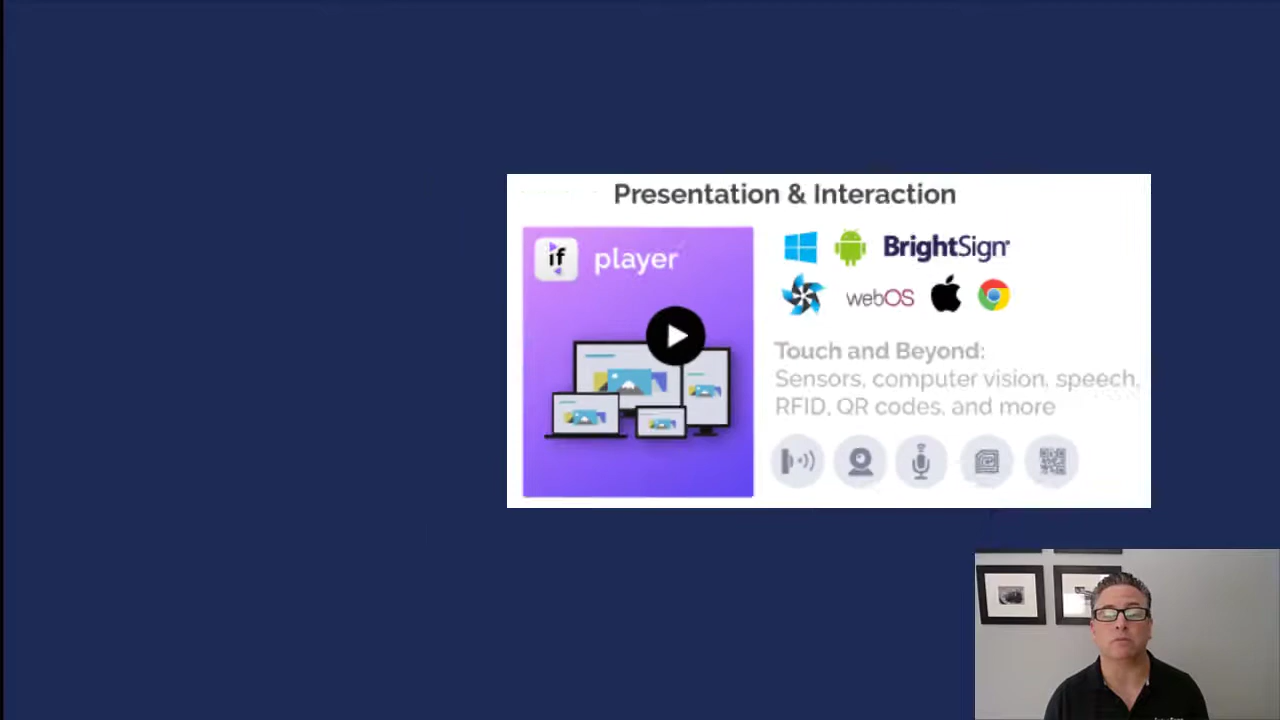 Presentation & Interaction
if player
BrightSign
webOS
Touch and Beyond:
Sensors, computer vision, speech,
RFID, QR codes, and more